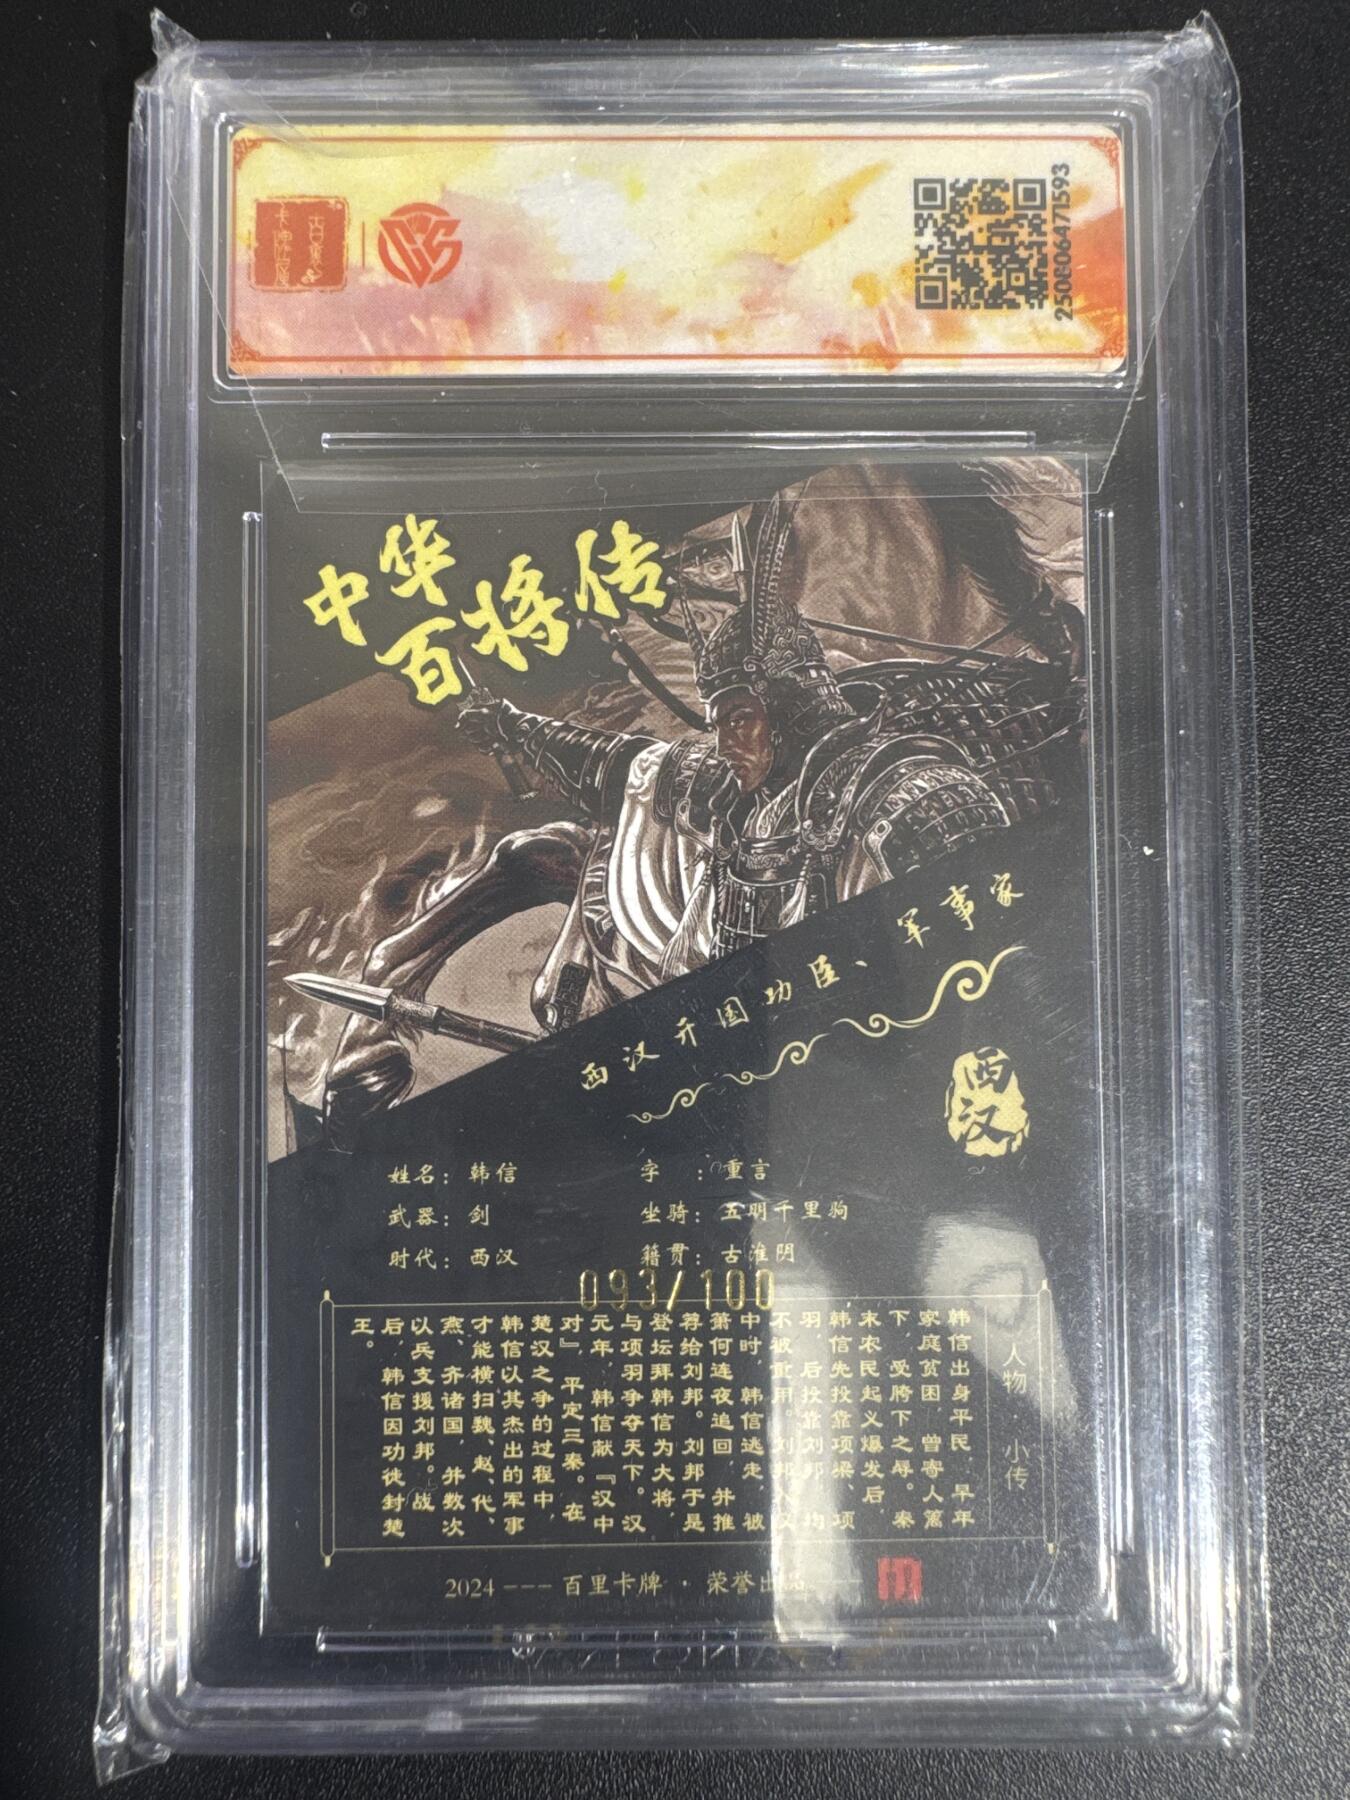 250806471593
中华
百将传
西汉开国功臣、军事家
西汉
姓名：韩信 字：重言
武器：剑 坐骑：五明千里驹
时代：西汉 籍贯：古淮阴
093/100
人物·小传
韩信出身平民，早年
家庭贫困，曾寄人篱
下，受胯下之辱。秦
末农民起义爆发后，
韩信先投靠项梁、项
羽，后投靠刘邦，均
不被重用。刘邦入汉
中时，韩信逃走，被
萧何连夜追回，并推
荐给刘邦。刘邦于是
登坛拜韩信为大将，
与项羽争夺天下。汉
元年，韩信献『汉中
对』，平定三秦。在
楚汉之争的过程中，
韩信以其杰出的军事
才能横扫魏、赵、代、
燕、齐诸国，并数次
以兵支援刘邦。战
后，韩信因功徙封楚
王。
2024 --- 百里卡牌 · 荣誉出品 ---